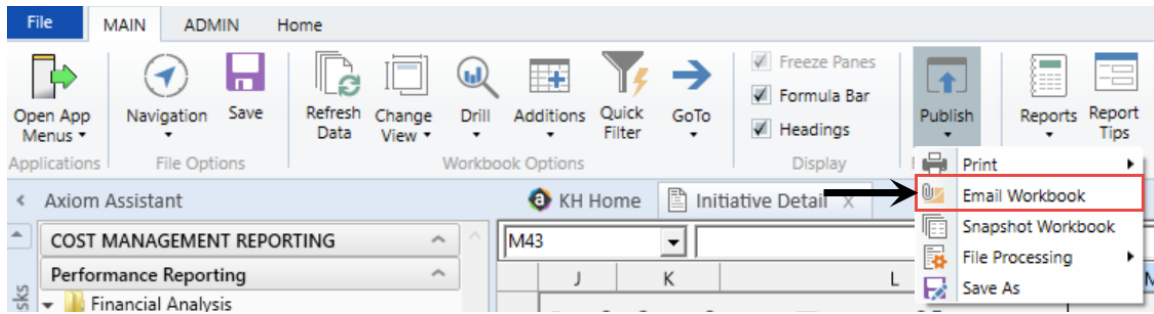 File MAIN ADMIN Home
Freeze Panes
Formula Bar
Headings
Open App Menus
Navigation
Save
Refresh Data
Change View
Drill
Additions
Quick Filter
GoTo
Publish
Reports
Report Tips
Applications File Options Workbook Options Display
Print
Email Workbook
Snapshot Workbook
File Processing
Save As
Axiom Assistant
KH Home Initiative Detail
COST MANAGEMENT REPORTING
M43
Performance Reporting
J K L M
Financial Analysis